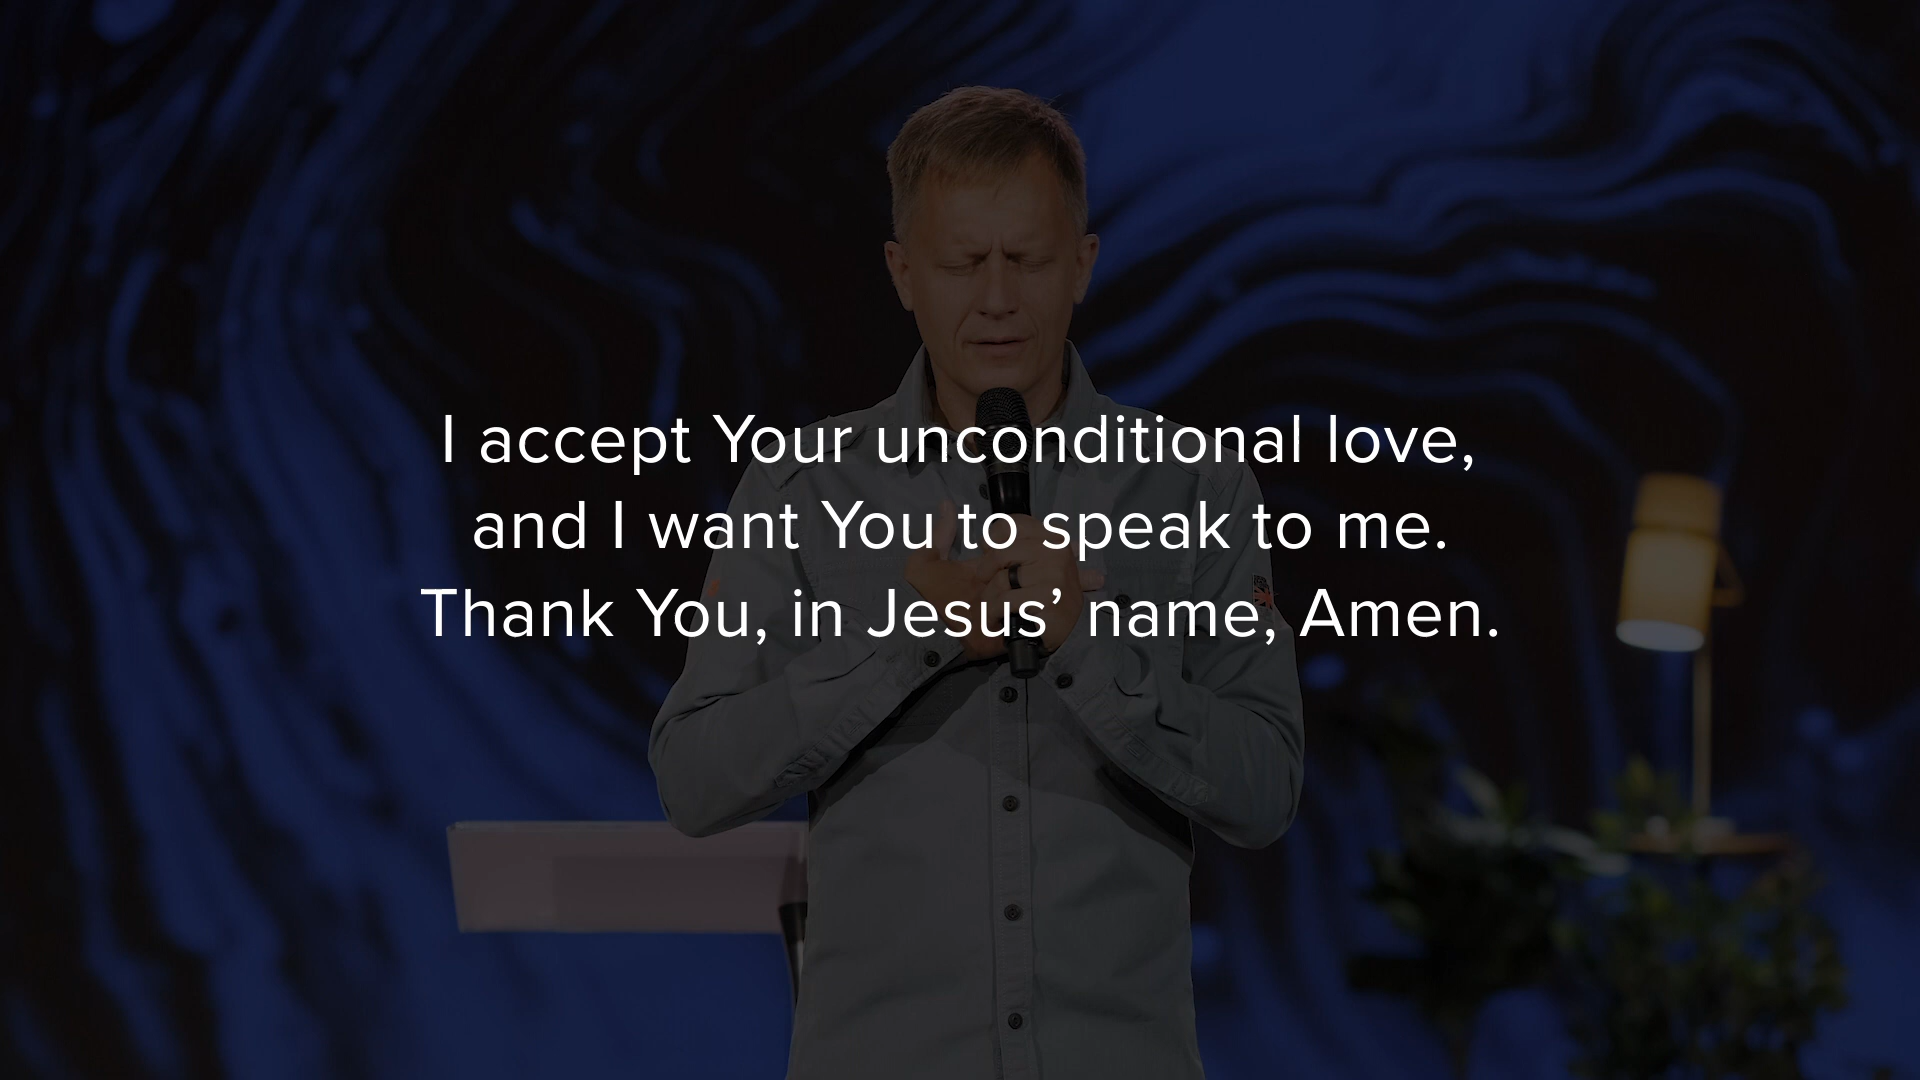 I accept Your unconditional love,
and I want You to speak to me.
Thank You, in Jesus’ name, Amen.